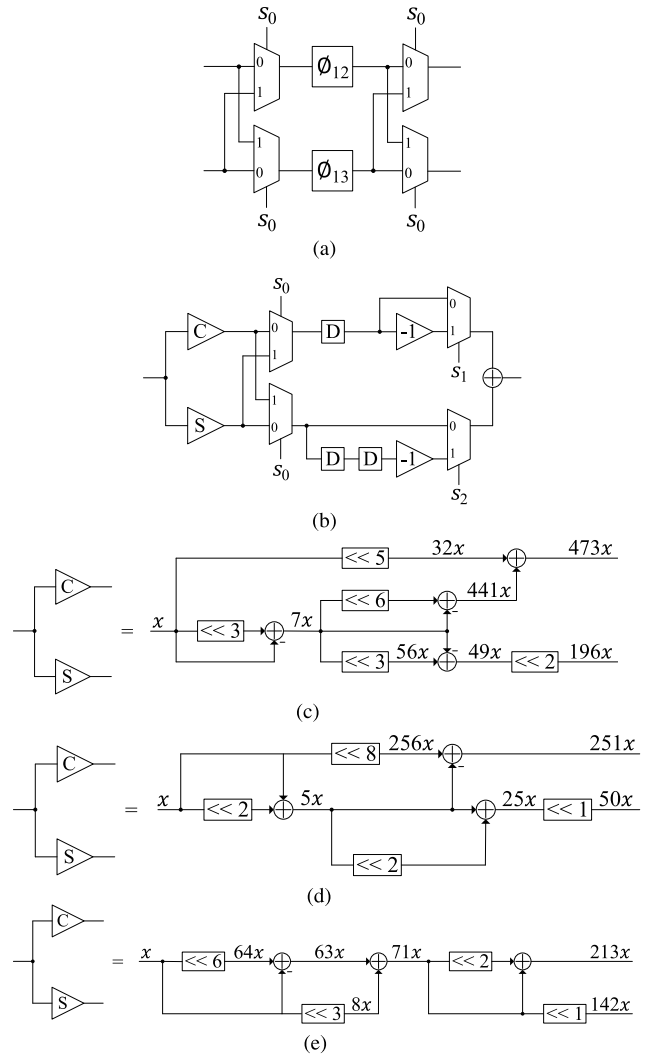 s0 s0
0 ϕ12 0
1 1
1 1
0 ϕ13 0
s0 s0
(a)
s0
C 0 D 0
1 -1 1
s1
1
S 0 0
D D -1 1
s0 s2
(b)
<< 5 32x 473x
C
<< 6 441x
-
= x << 3 7x
- -
S << 3 56x 49x << 2 196x
(c)
C << 8 256x 251x
-
= x << 2 5x 25x << 1 50x
S << 2
(d)
C
= x << 6 64x 63x 71x << 2 213x
-
S << 3 8x << 1 142x
(e)